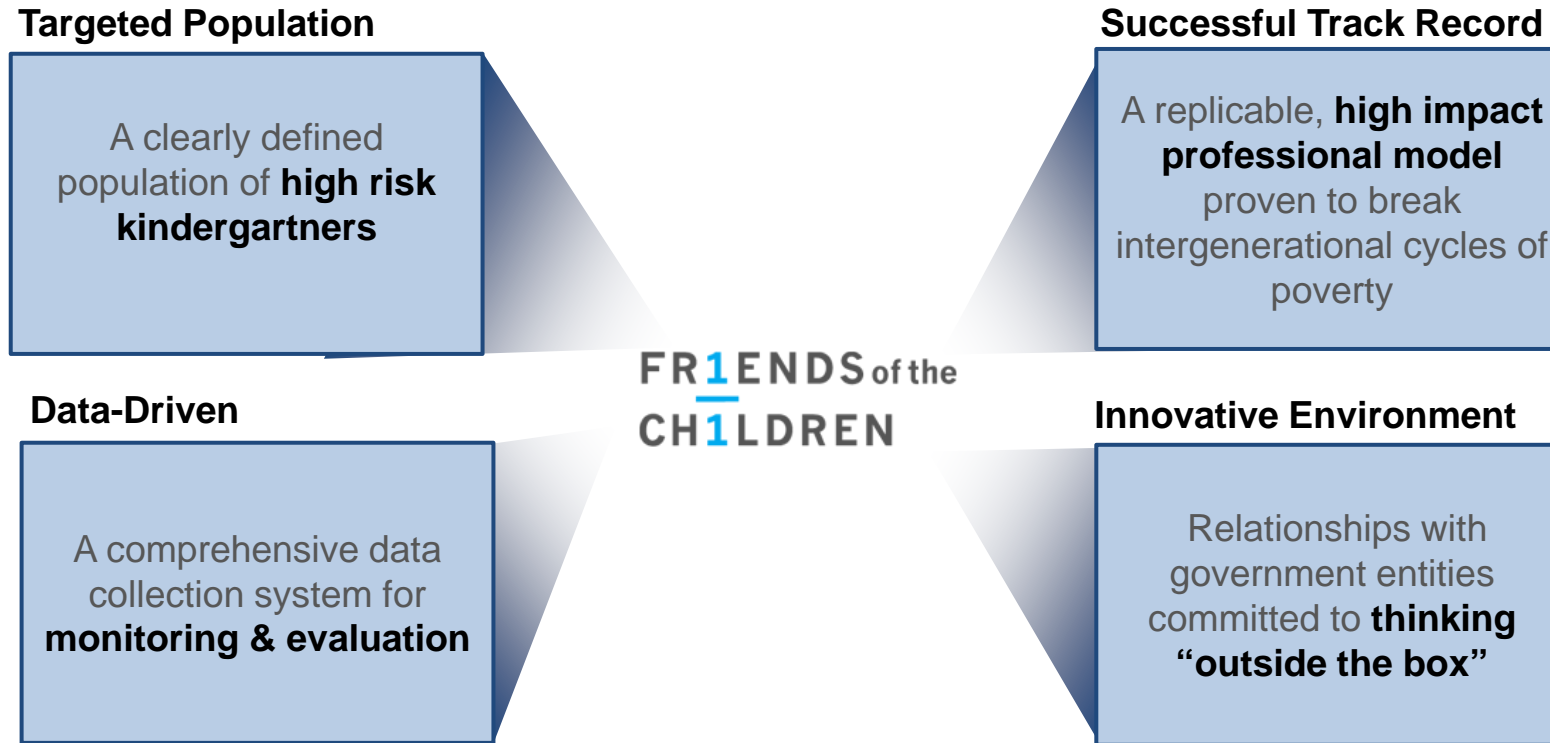 Targeted Population
A clearly defined
population of high risk
kindergartners
Successful Track Record
A replicable, high impact
professional model
proven to break
intergenerational cycles of
poverty
FR1ENDS of the
CH1LDREN
Data-Driven
A comprehensive data
collection system for
monitoring & evaluation
Innovative Environment
Relationships with
government entities
committed to thinking
“outside the box”